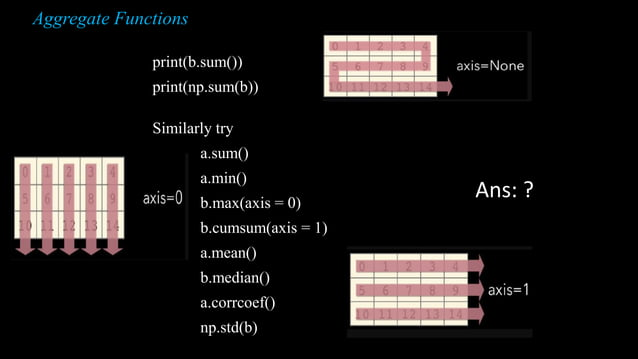 Aggregate Functions
print(b.sum())
print(np.sum(b))
0 1 2 3 4
5 6 7 8 9
10 11 12 13 14
axis=None
Similarly try
a.sum()
a.min()
b.max(axis = 0)
b.cumsum(axis = 1)
a.mean()
b.median()
a.corrcoef()
np.std(b)
0 1 2 3 4
5 6 7 8 9
10 11 12 13 14
axis=0
Ans: ?
0 1 2 3 4
5 6 7 8 9
10 11 12 13 14
axis=1